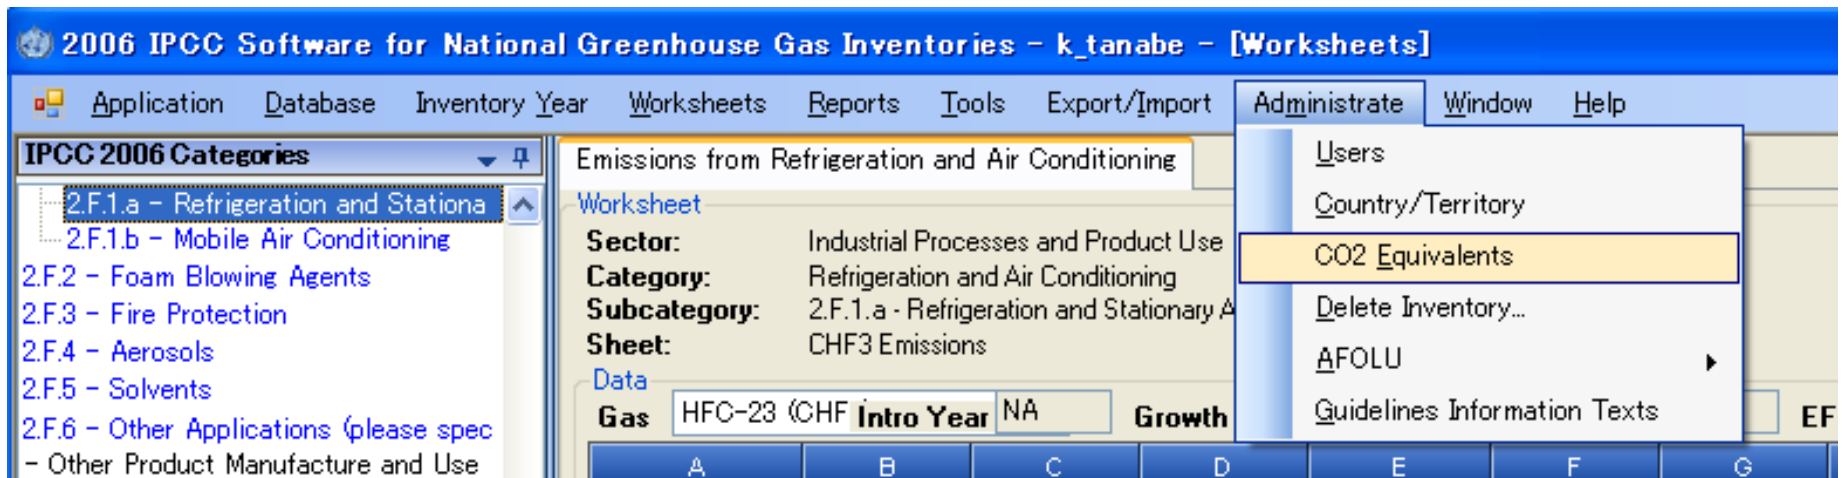 2006 IPCC Software for National Greenhouse Gas Inventories - k_tanabe - [Worksheets]
Application Database Inventory Year Worksheets Reports Tools Export/Import Administrate Window Help
IPCC 2006 Categories
2.F.1.a - Refrigeration and Stationa
2.F.1.b - Mobile Air Conditioning
2.F.2 - Foam Blowing Agents
2.F.3 - Fire Protection
2.F.4 - Aerosols
2.F.5 - Solvents
2.F.6 - Other Applications (please spec
- Other Product Manufacture and Use
Emissions from Refrigeration and Air Conditioning
Worksheet
Sector: Industrial Processes and Product Use
Category: Refrigeration and Air Conditioning
Subcategory: 2.F.1.a - Refrigeration and Stationary A
Sheet: CHF3 Emissions
Data
Gas HFC-23 (CHF Intro Year NA Growth EF
A B C D E F G
Users
Country/Territory
CO2 Equivalents
Delete Inventory...
AFOLU
Guidelines Information Texts